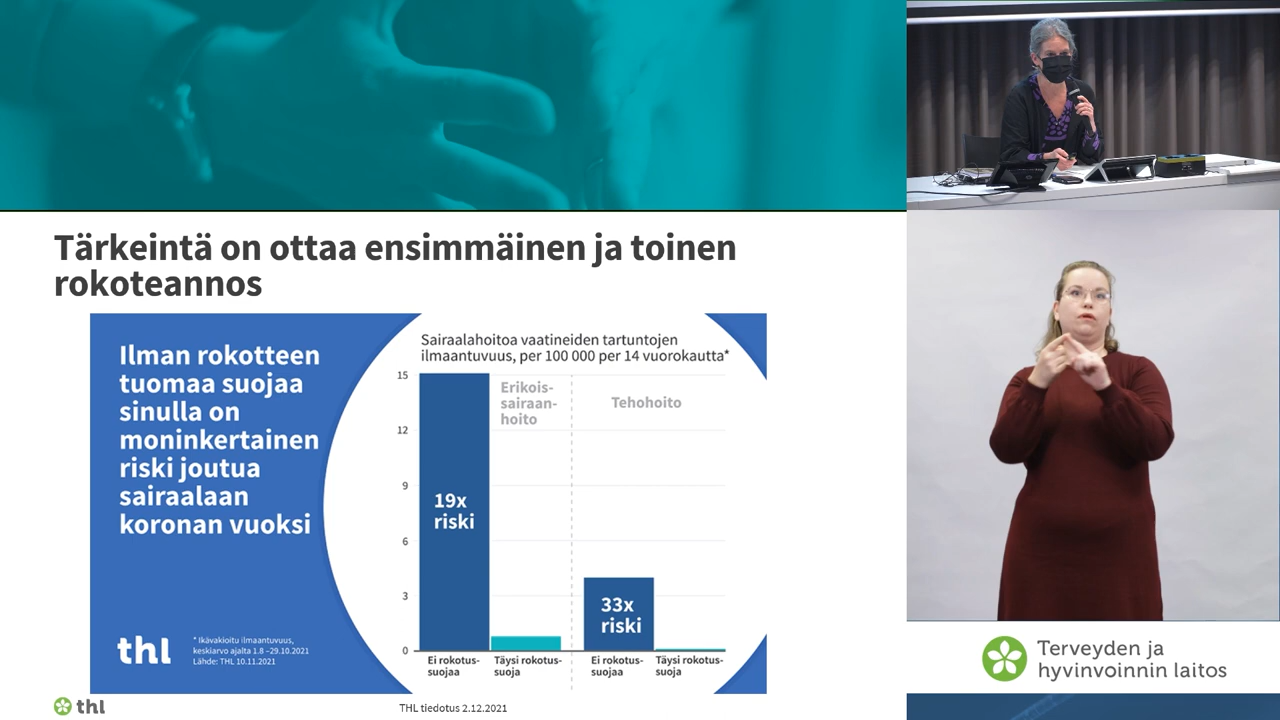 Tärkeintä on ottaa ensimmäinen ja toinen
rokoteannos
Ilman rokotteen
tuomaa suojaa
sinulla on
moninkertainen
riski joutua
sairaalaan
koronan vuoksi
thl
* Ikävakioitu ilmaantuvuus,
keskiarvo ajalta 1.8 –29.10.2021
Lähde: THL 10.11.2021
Sairaalahoitoa vaatineiden tartuntojen
ilmaantuvuus, per 100 000 per 14 vuorokautta*
15
12
9
6
3
0
Erikois-
sairaan-
hoito
Tehohoito
19x
riski
33x
riski
Ei rokotus-
suojaa
Täysi rokotus-
suoja
Ei rokotus-
suojaa
Täysi rokotus-
suoja
thl
THL tiedotus 2.12.2021
Terveyden ja
hyvinvoinnin laitos